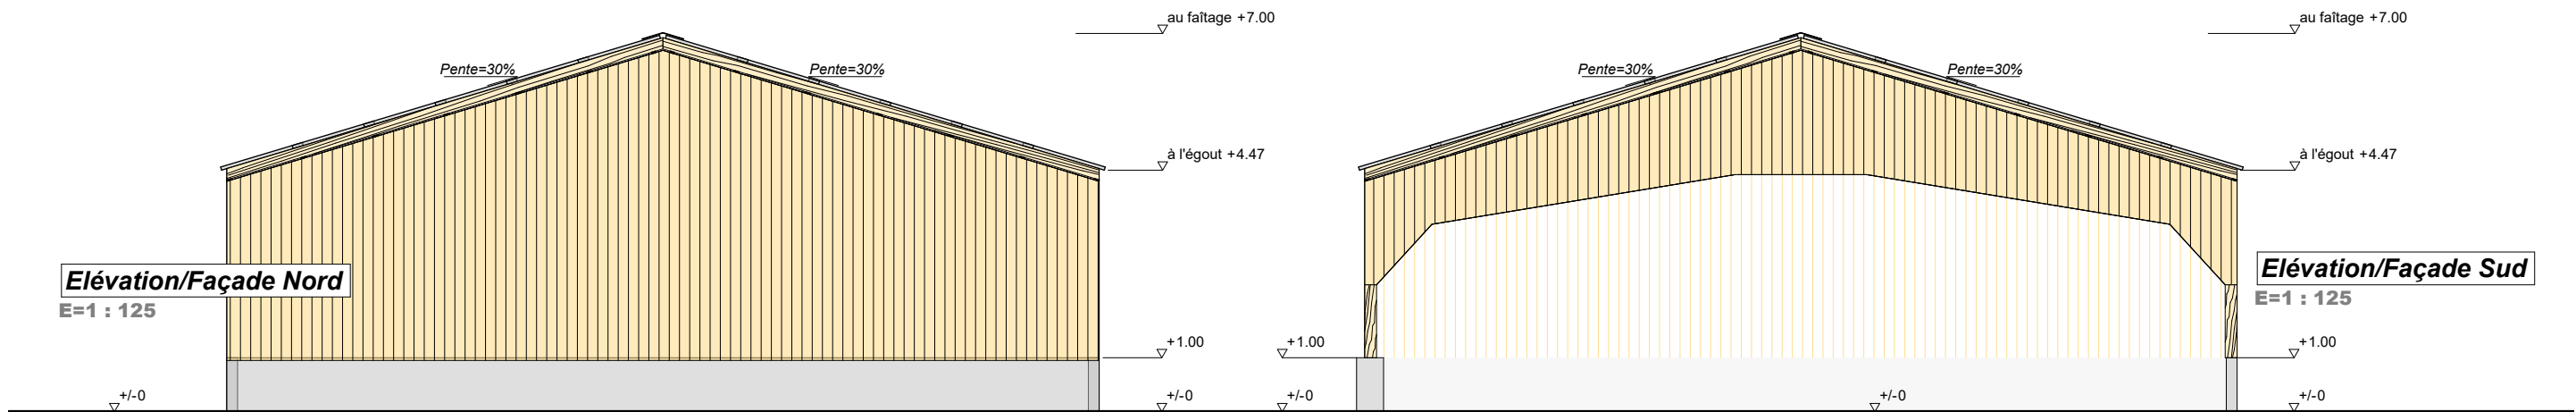 au faîtage +7.00
Pente=30%
Pente=30%
à l'égout +4.47
Elévation/Façade Nord
E=1 : 125
+1.00
+/-0
+/-0
au faîtage +7.00
Pente=30%
Pente=30%
à l'égout +4.47
Elévation/Façade Sud
E=1 : 125
+1.00
+1.00
+/-0
+/-0
+/-0